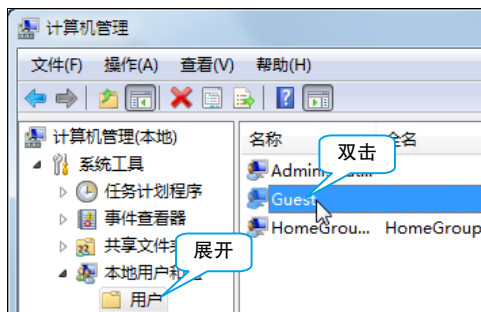 计算机管理
文件(F) 操作(A) 查看(V) 帮助(H)
计算机管理(本地)
系统工具
任务计划程序
事件查看器
共享文件
本地用户和
用户
名称 全名
Guest
HomeGrou... HomeGroup
双击
展开